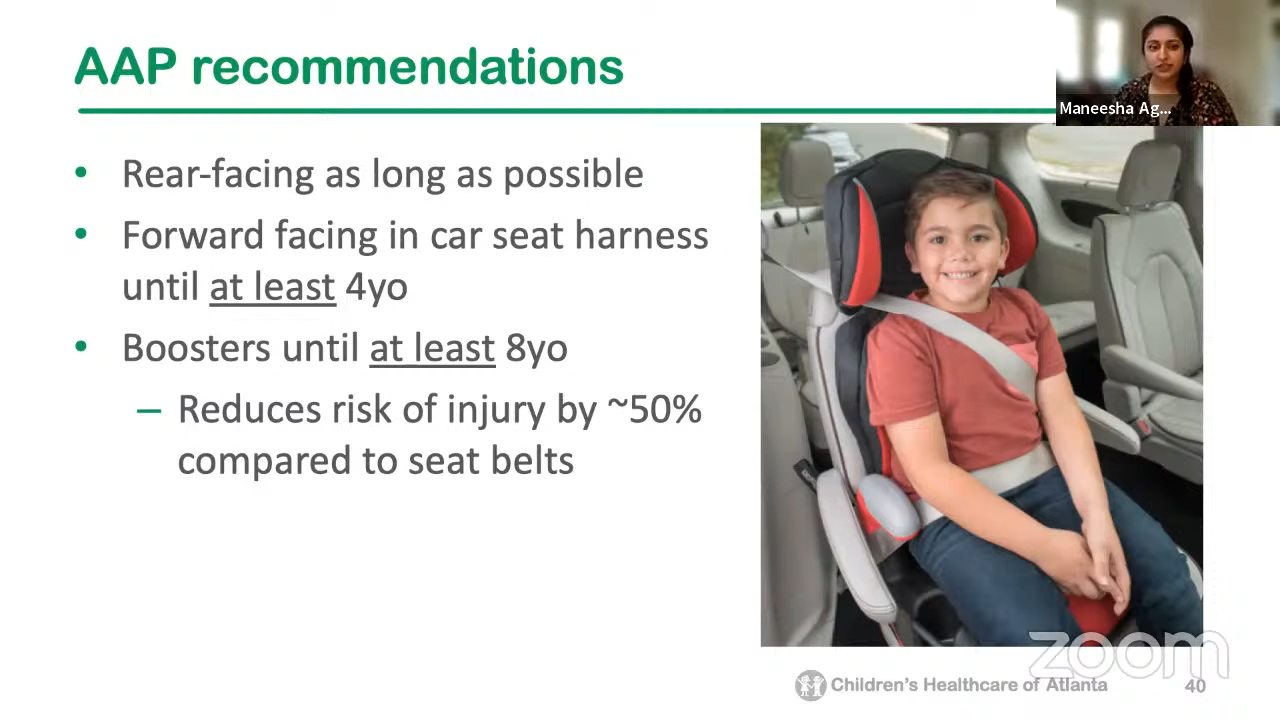 AAP recommendations
Maneesha Ag...
• Rear-facing as long as possible
• Forward facing in car seat harness
until at least 4yo
• Boosters until at least 8yo
– Reduces risk of injury by ~50%
compared to seat belts
zoom
Children's Healthcare of Atlanta
40